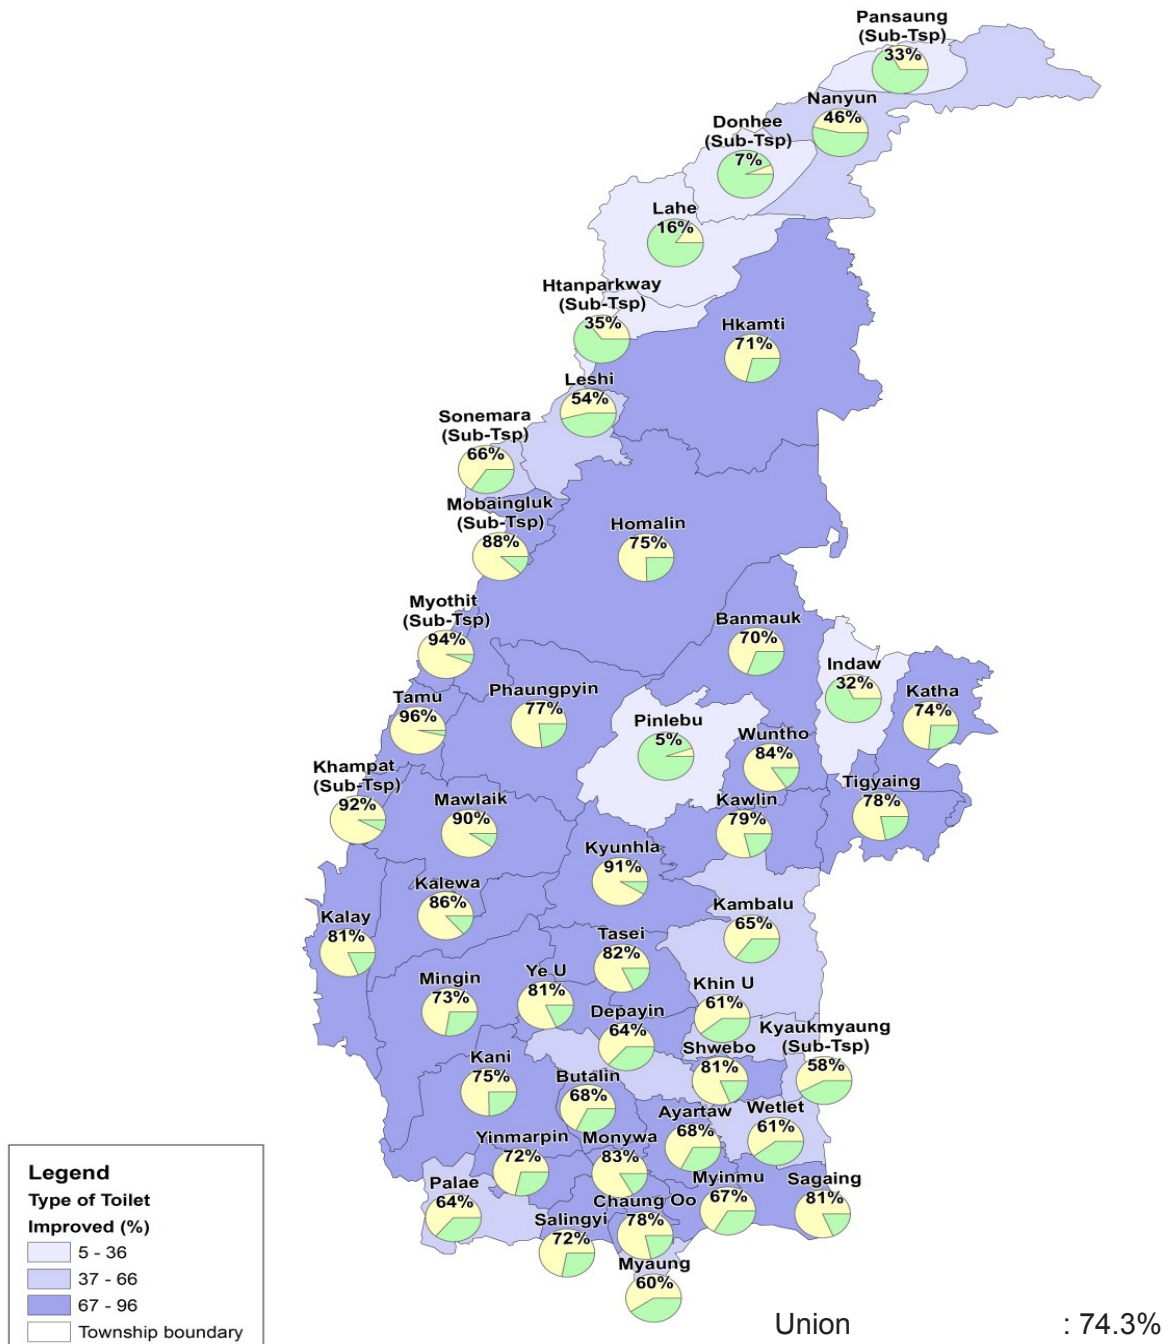 Pansaung
(Sub-Tsp)
33%
Nanyun
46%
Donhee
(Sub-Tsp)
7%
Lahe
16%
Htanparkway
(Sub-Tsp)
35%
Hkamti
71%
Leshi
54%
Sonemara
(Sub-Tsp)
66%
Mobaingluk
(Sub-Tsp)
88%
Homalin
75%
Myothit
(Sub-Tsp)
94%
Banmauk
70%
Indaw
32%
Katha
74%
Tamu
96%
Phaungpyin
77%
Pinlebu
5%
Wuntho
84%
Khampat
(Sub-Tsp)
92%
Mawlaik
90%
Kawlin
79%
Tigyaing
78%
Kyunhla
91%
Kalewa
86%
Kambalu
65%
Kalay
81%
Tasei
82%
Mingin
73%
Ye U
81%
Khin U
61%
Depayin
64%
Kyaukmyaung
(Sub-Tsp)
58%
Shwebo
81%
Kani
75%
Butalin
68%
Ayartaw
68%
Wetlet
61%
Yinmarpin
72%
Monywa
83%
Myinmu
67%
Sagaing
81%
Palae
64%
Salingyi
72%
Chaung Oo
78%
Myaung
60%
Legend
Type of Toilet
Improved (%)
5 - 36
37 - 66
67 - 96
Township boundary
Union : 74.3%